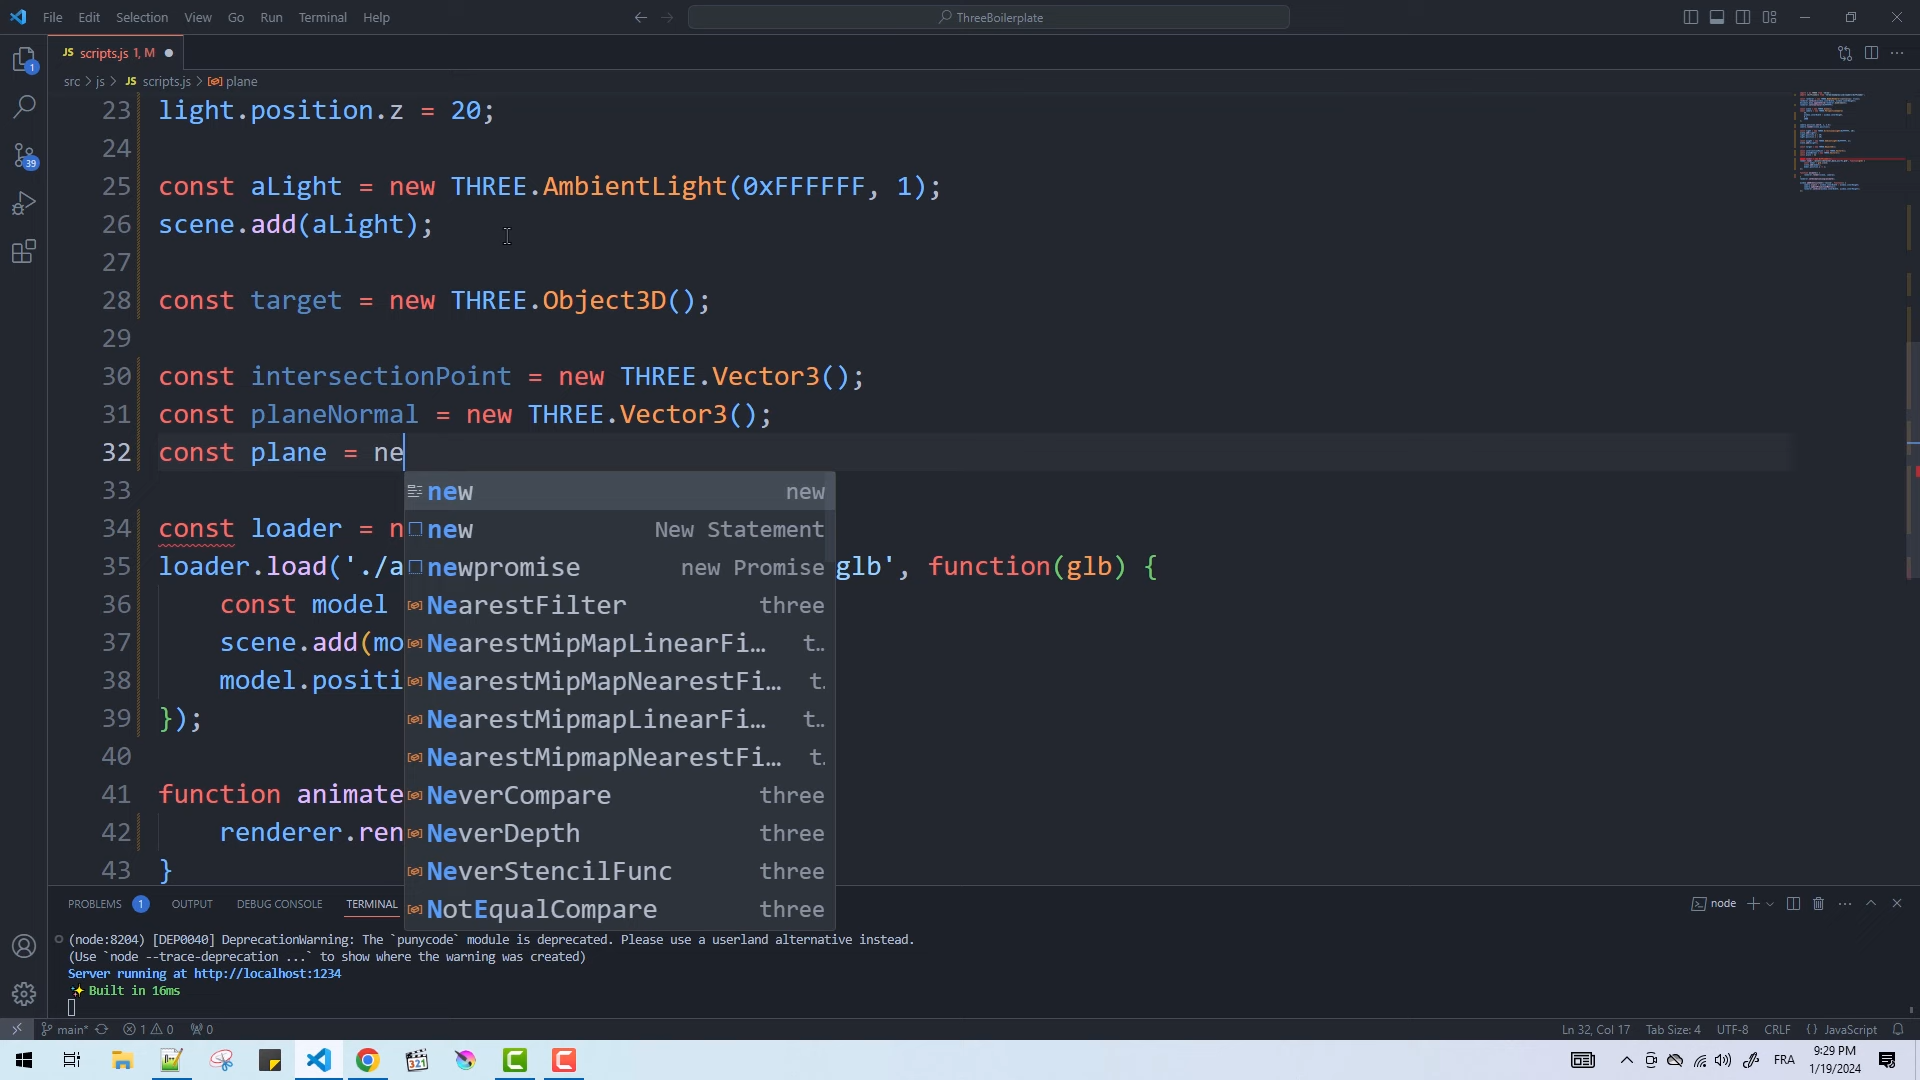 File Edit Selection View Go Run Terminal Help
ThreeBoilerplate
JS scripts.js 1, M
src > js > JS scripts.js > plane
23 light.position.z = 20;
24
25 const aLight = new THREE.AmbientLight(0xFFFFFF, 1);
26 scene.add(aLight);
27
28 const target = new THREE.Object3D();
29
30 const intersectionPoint = new THREE.Vector3();
31 const planeNormal = new THREE.Vector3();
32 const plane = ne
33
new new
34 const loader = n
new New Statement
35 loader.load('./a
newpromise new Promise
glb', function(glb) {
36 const model
NearestFilter three
37 scene.add(mo
NearestMipMapLinearFi… t…
38 model.positi
NearestMipMapNearestFi… t.
39 });
NearestMipmapLinearFi… t…
40
NearestMipmapNearestFi… t.
41 function animate
NeverCompare three
42 renderer.ren
NeverDepth three
43 }
NeverStencilFunc three
NotEqualCompare three
PROBLEMS 1 OUTPUT DEBUG CONSOLE TERMINAL
node
(node:8204) [DEP0040] DeprecationWarning: The `punycode` module is deprecated. Please use a userland alternative instead.
(Use `node --trace-deprecation ...` to show where the warning was created)
Server running at http://localhost:1234
✨ Built in 16ms
1
39
main* 1 0 0
Ln 32, Col 17 Tab Size: 4 UTF-8 CRLF {} JavaScript
321
FRA
9:29 PM
1/19/2024